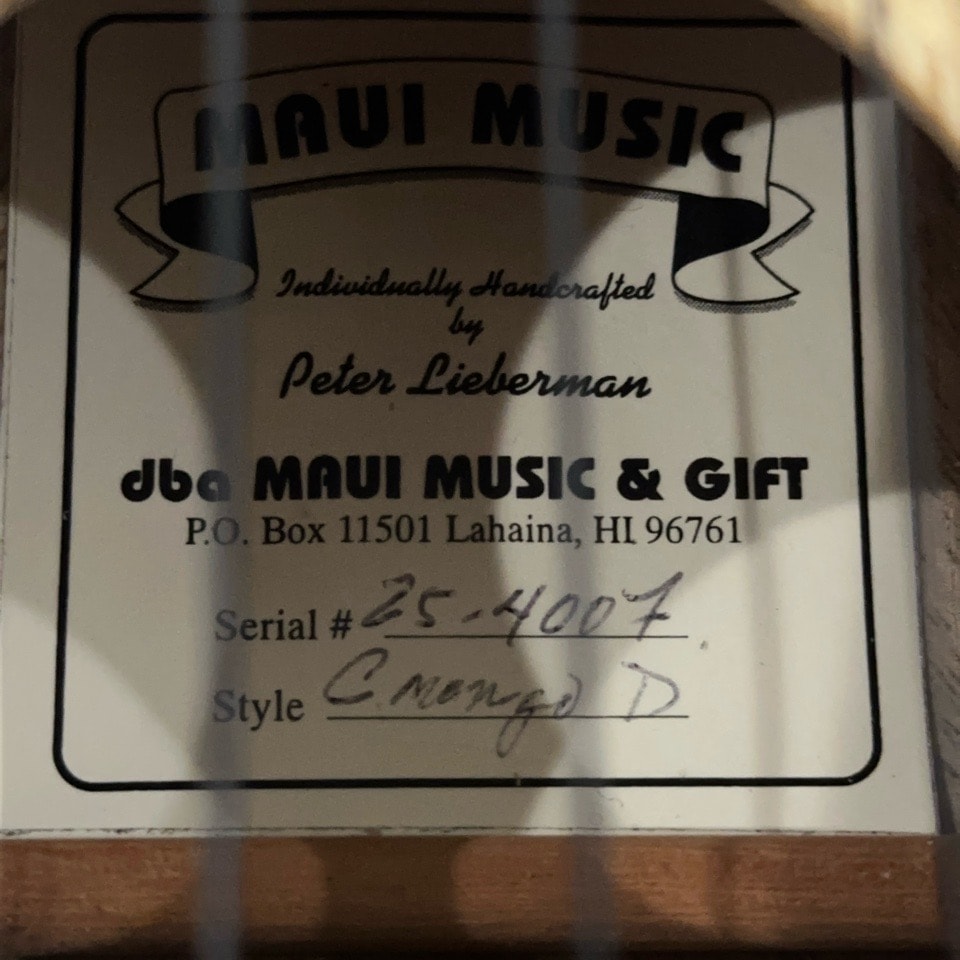 MAUI MUSIC
Individually Handcrafted
by
Peter Lieberman
dba MAUI MUSIC & GIFT
P.O. Box 11501 Lahaina, HI 96761
Serial # 25-4007
Style C mongo D